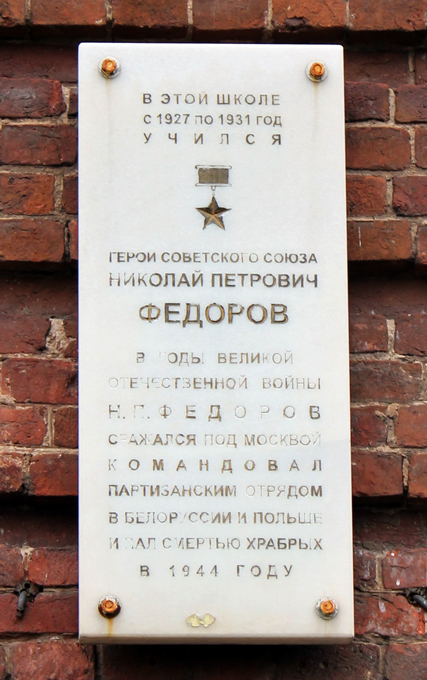 В ЭТОЙ ШКОЛЕ
С 1927 ПО 1931 ГОД
УЧИЛСЯ
ГЕРОЙ СОВЕТСКОГО СОЮЗА
НИКОЛАЙ ПЕТРОВИЧ
ФЕДОРОВ
В ГОДЫ ВЕЛИКОЙ
ОТЕЧЕСТВЕННОЙ ВОЙНЫ
Н.П. ФЕДОРОВ
СРАЖАЛСЯ ПОД МОСКВОЙ
КОМАНДОВАЛ
ПАРТИЗАНСКИМ ОТРЯДОМ
В БЕЛОРУССИИ И ПОЛЬШЕ
И ПАЛ СМЕРТЬЮ ХРАБРЫХ
В 1944 ГОДУ